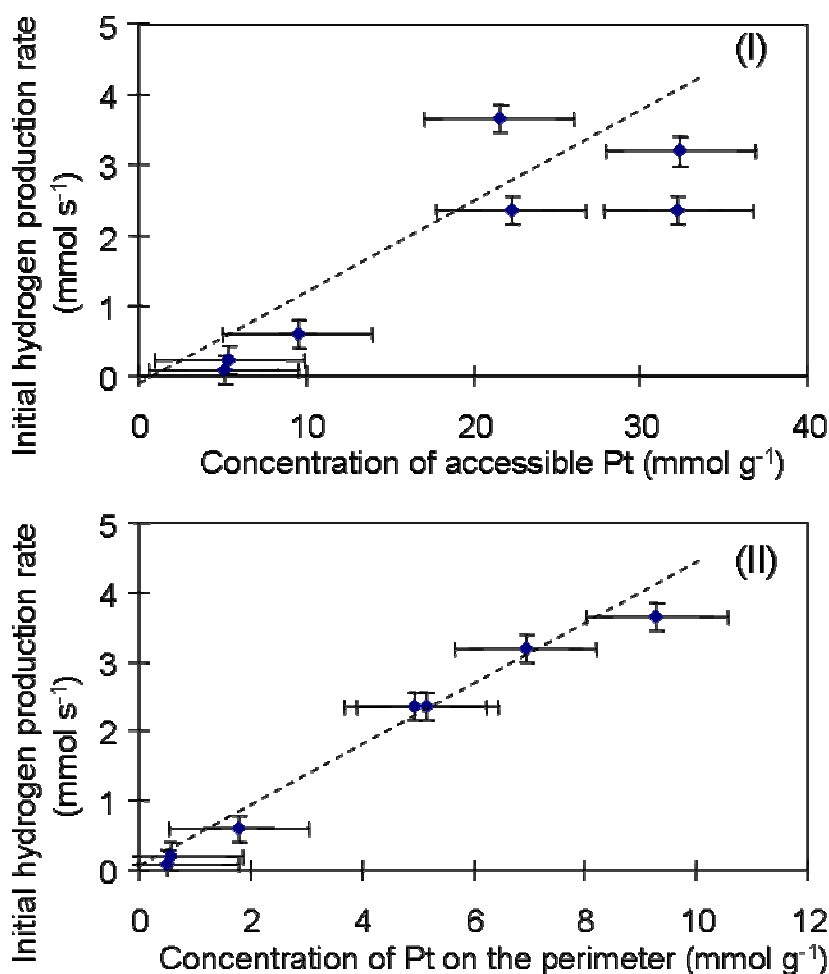 Initial hydrogen production rate
(mmol s⁻¹)
5
4
3
2
1
0
(I)
0 10 20 30 40
Concentration of accessible Pt (mmol g⁻¹)
Initial hydrogen production rate
(mmol s⁻¹)
5
4
3
2
1
0
(II)
0 2 4 6 8 10 12
Concentration of Pt on the perimeter (mmol g⁻¹)